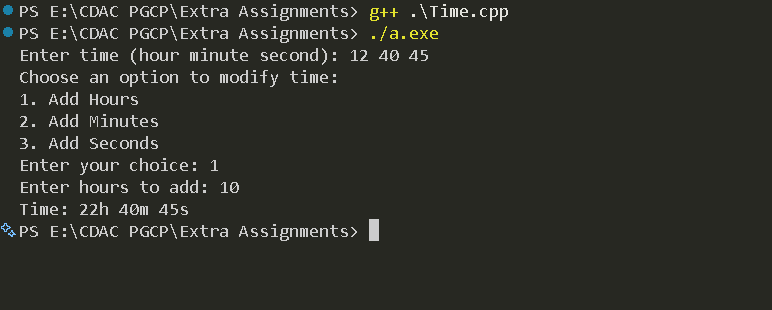 PS E:\CDAC PGCP\Extra Assignments> g++ .\Time.cpp
PS E:\CDAC PGCP\Extra Assignments> ./a.exe
Enter time (hour minute second): 12 40 45
Choose an option to modify time:
1. Add Hours
2. Add Minutes
3. Add Seconds
Enter your choice: 1
Enter hours to add: 10
Time: 22h 40m 45s
PS E:\CDAC PGCP\Extra Assignments>